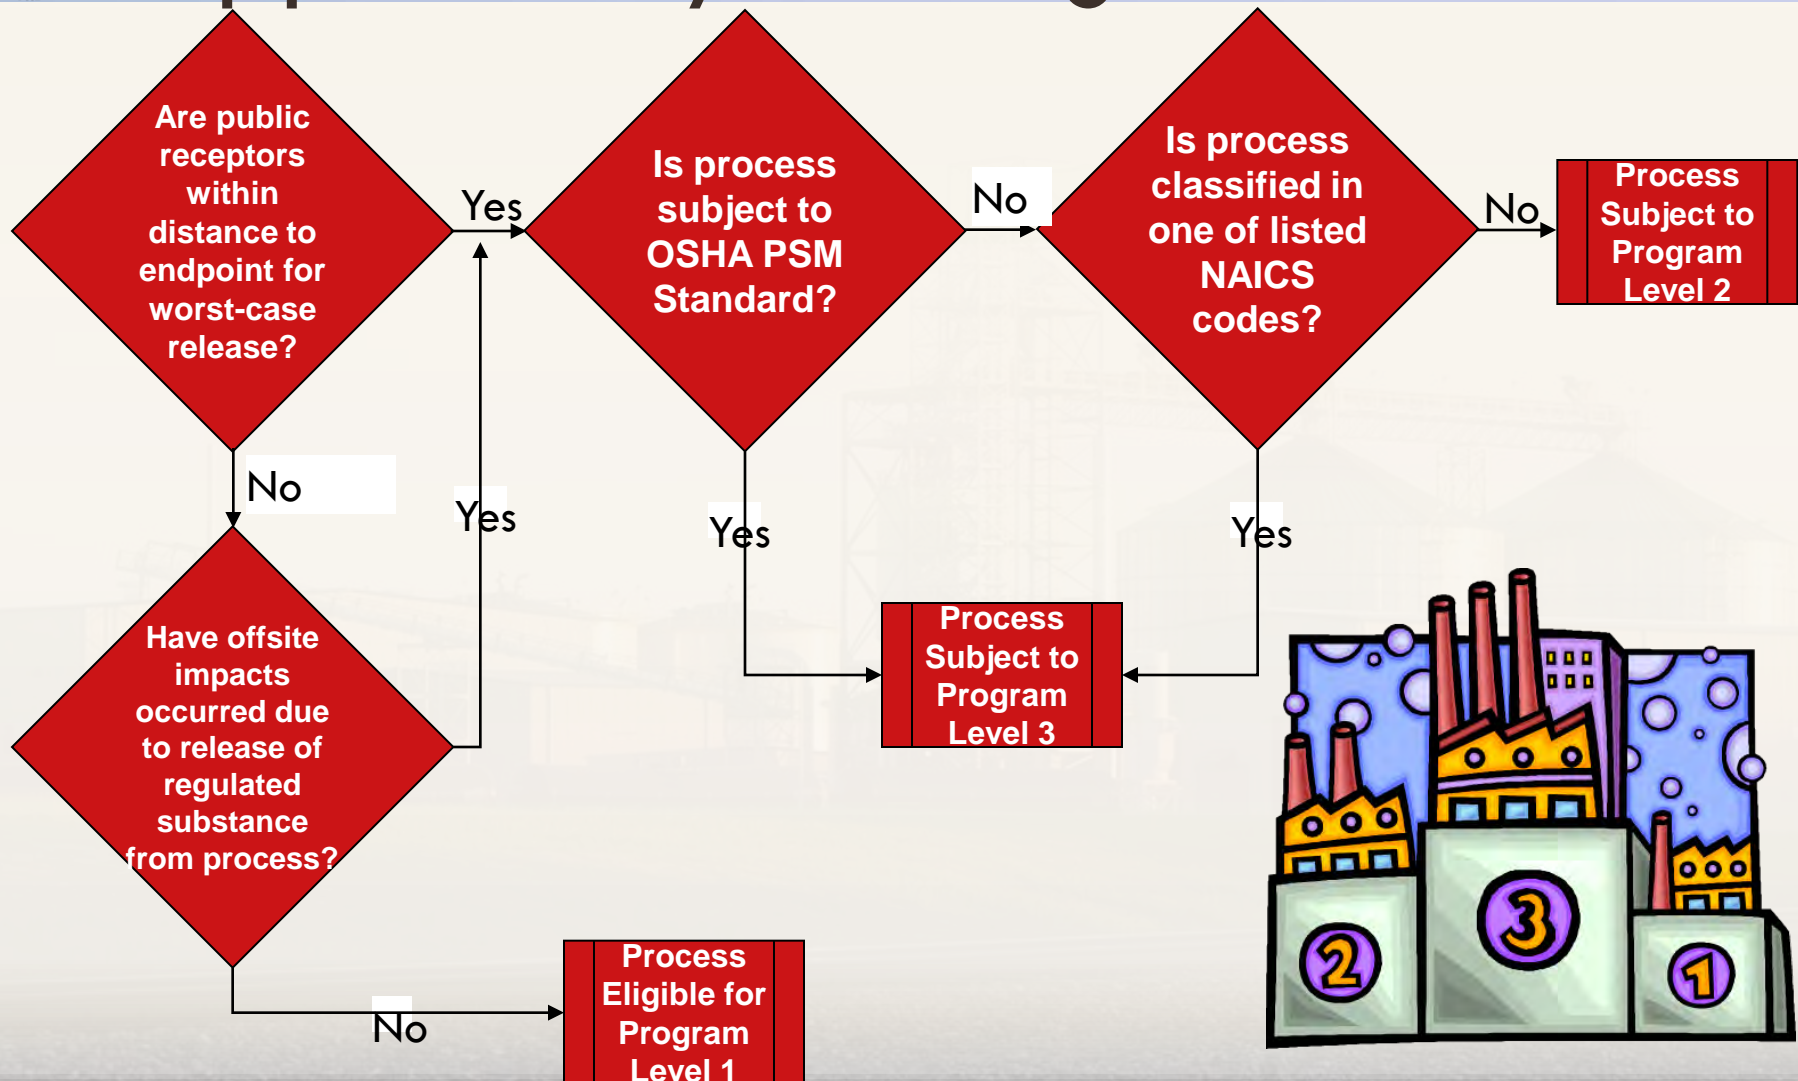 Are public
receptors
within
distance to
endpoint for
worst-case
release?
Yes
Is process
subject to
OSHA PSM
Standard?
No
Is process
classified in
one of listed
NAICS
codes?
No
Process
Subject to
Program
Level 2
No
Yes
Yes
Yes
Have offsite
impacts
occurred due
to release of
regulated
substance
from process?
Process
Subject to
Program
Level 3
No
Process
Eligible for
Program
Level 1
2
3
1